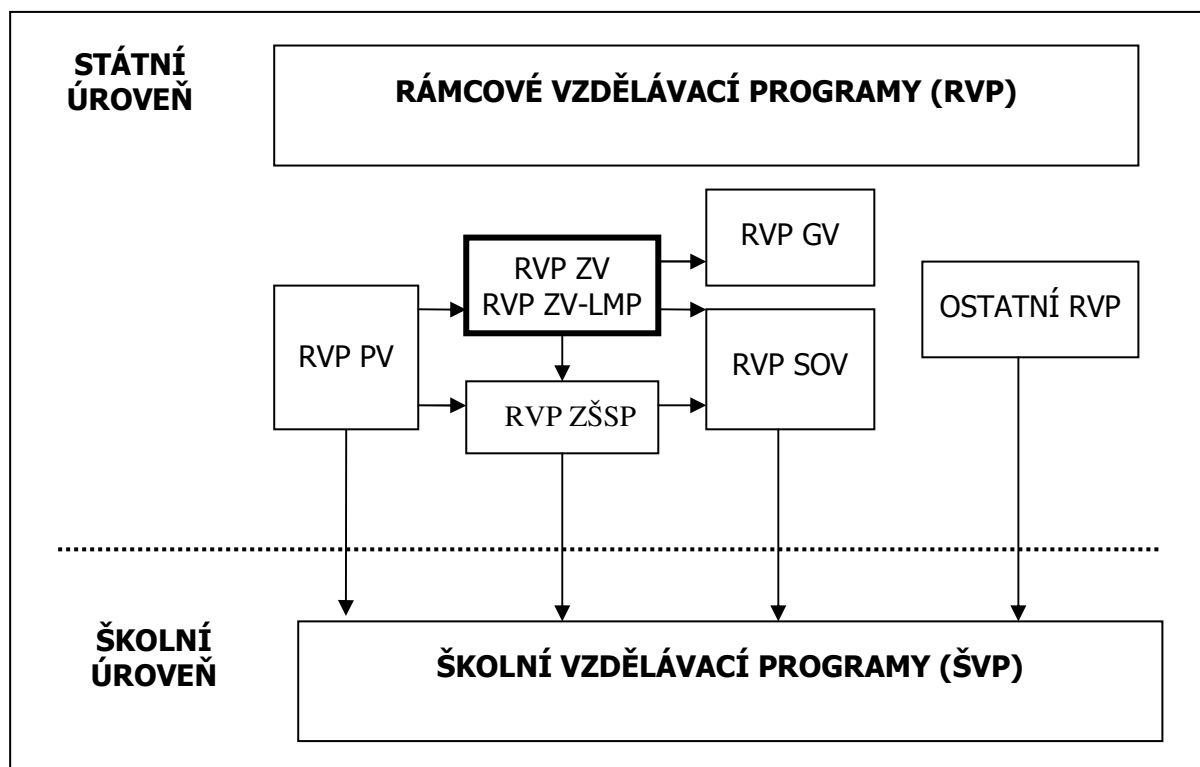 STÁTNÍ
ÚROVEŇ
RÁMCOVÉ VZDĚLÁVACÍ PROGRAMY (RVP)
RVP GV
RVP ZV
RVP ZV-LMP
OSTATNÍ RVP
RVP PV
RVP SOV
RVP ZŠSP
ŠKOLNÍ
ÚROVEŇ
ŠKOLNÍ VZDĚLÁVACÍ PROGRAMY (ŠVP)